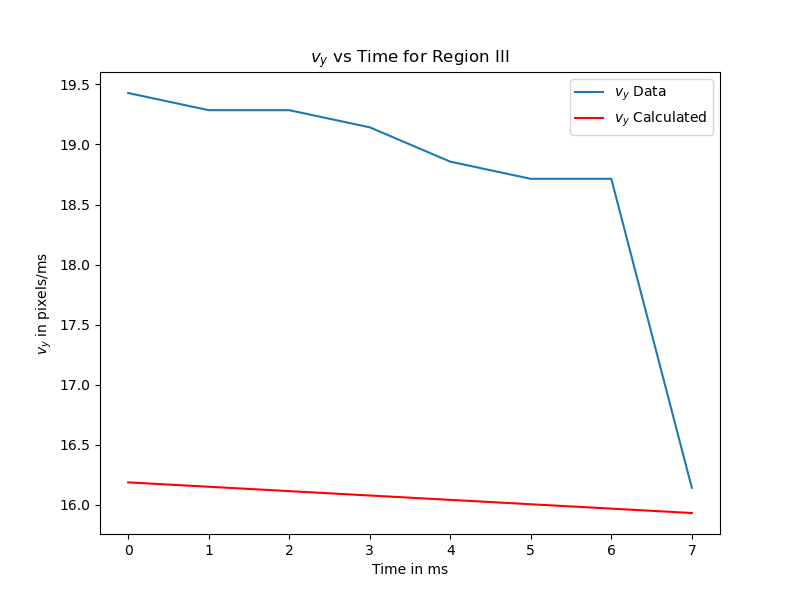 v_y vs Time for Region III
v_y Data
v_y Calculated
19.5
19.0
18.5
18.0
17.5
17.0
16.5
16.0
v_y in pixels/ms
0 1 2 3 4 5 6 7
Time in ms